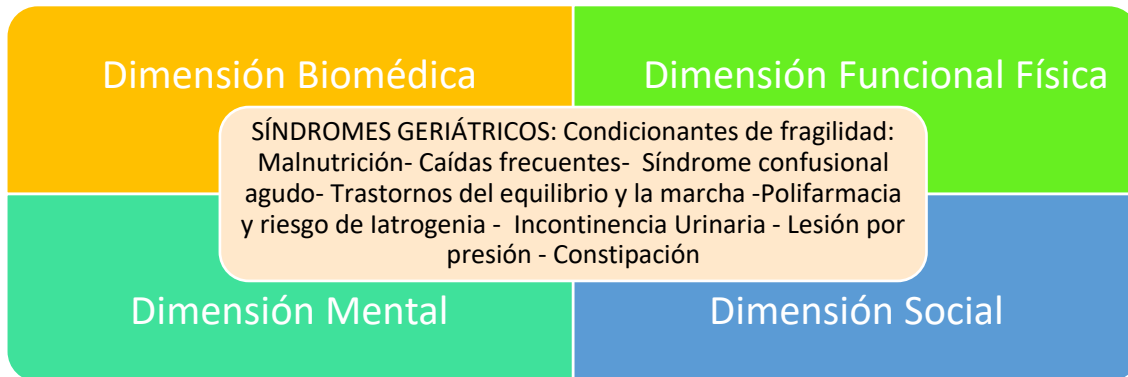 Dimensión Biomédica
Dimensión Funcional Física
SÍNDROMES GERIÁTRICOS: Condicionantes de fragilidad:
Malnutrición- Caídas frecuentes-  Síndrome confusional
agudo- Trastornos del equilibrio y la marcha -Polifarmacia
y riesgo de Iatrogenia -  Incontinencia Urinaria - Lesión por
presión - Constipación
Dimensión Mental
Dimensión Social